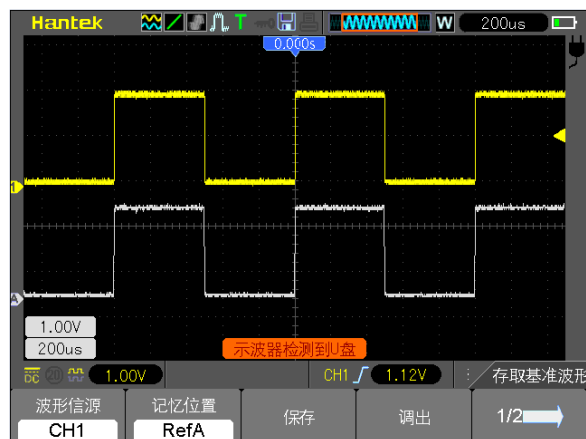 Hantek T W 200us
0.000s
1
A
1.00V
200us
示波器检测到U盘
DC 20 1.00V CH1 1.12V 存取基准波形
波形信源 记忆位置 保存 调出 1/2
CH1 RefA